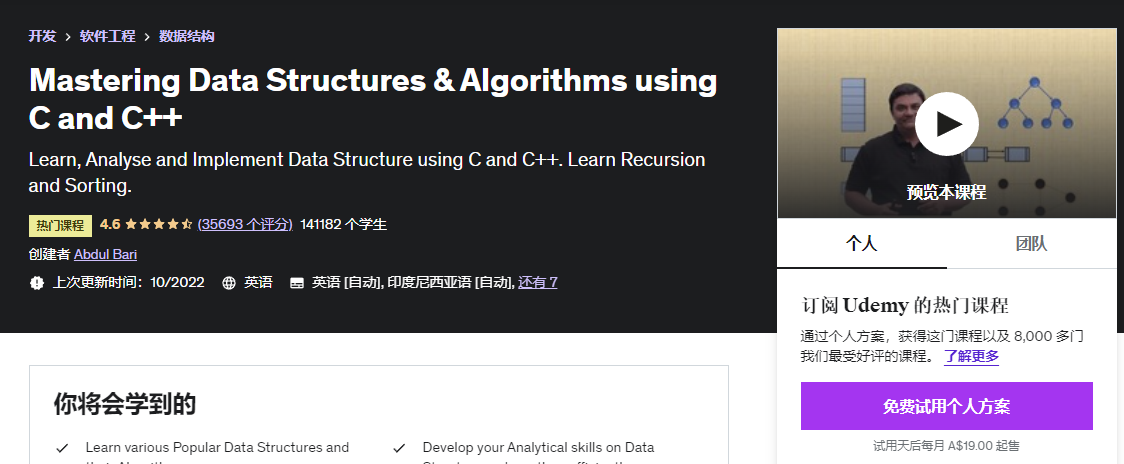 开发 > 软件工程 > 数据结构
Mastering Data Structures & Algorithms using
C and C++
Learn, Analyse and Implement Data Structure using C and C++. Learn Recursion
and Sorting.
热门课程 4.6 (35693 个评分) 141182 个学生
创建者 Abdul Bari
上次更新时间: 10/2022 英语 英语 [自动], 印度尼西亚语 [自动], 还有 7
预览本课程
个人 团队
订阅 Udemy 的热门课程
通过个人方案，获得这门课程以及 8,000 多门
我们最受好评的课程。 了解更多
免费试用个人方案
试用天后每月 A$19.00 起售
你将会学到的
Learn various Popular Data Structures and
Develop your Analytical skills on Data